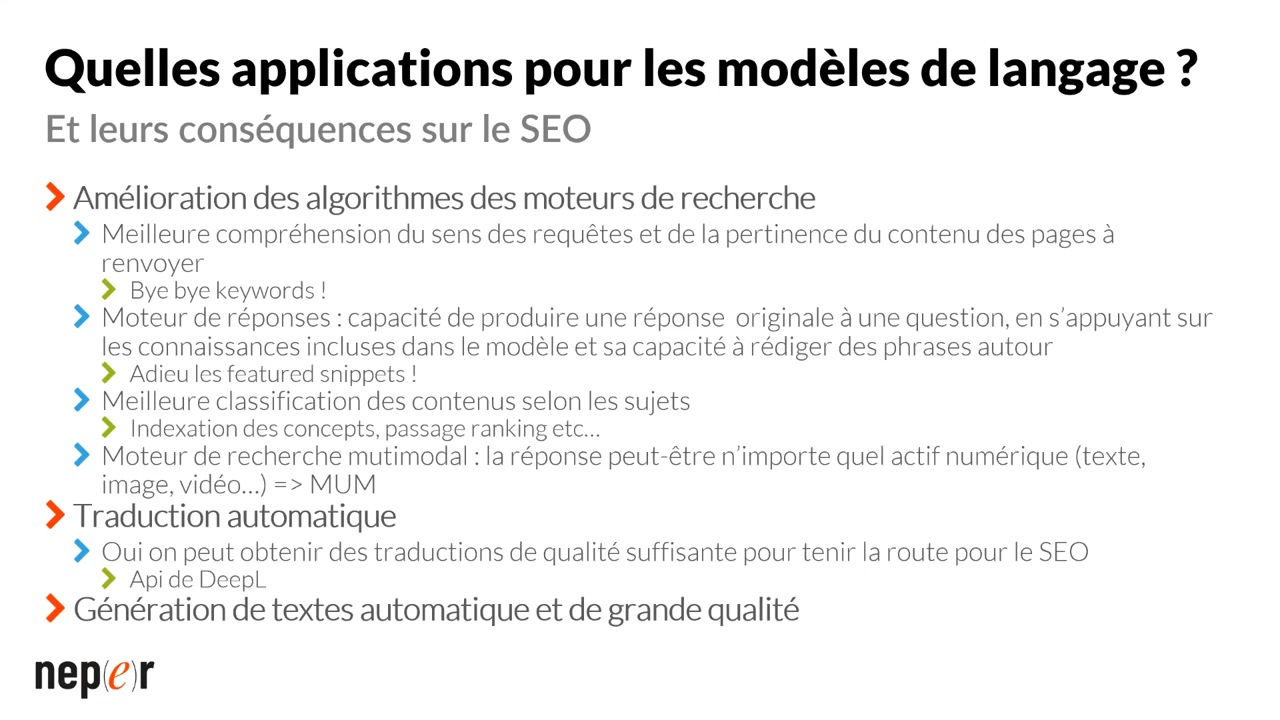 Quelles applications pour les modèles de langage ?
Et leurs conséquences sur le SEO
Amélioration des algorithmes des moteurs de recherche
Meilleure compréhension du sens des requêtes et de la pertinence du contenu des pages à
renvoyer
Bye bye keywords !
Moteur de réponses : capacité de produire une réponse  originale à une question, en s'appuyant sur
les connaissances incluses dans le modèle et sa capacité à rédiger des phrases autour
Adieu les featured snippets !
Meilleure classification des contenus selon les sujets
Indexation des concepts, passage ranking etc...
Moteur de recherche mutimodal : la réponse peut-être n'importe quel actif numérique (texte,
image, vidéo...) => MUM
Traduction automatique
Oui on peut obtenir des traductions de qualité suffisante pour tenir la route pour le SEO
Api de DeepL
Génération de textes automatique et de grande qualité
nep(e)r